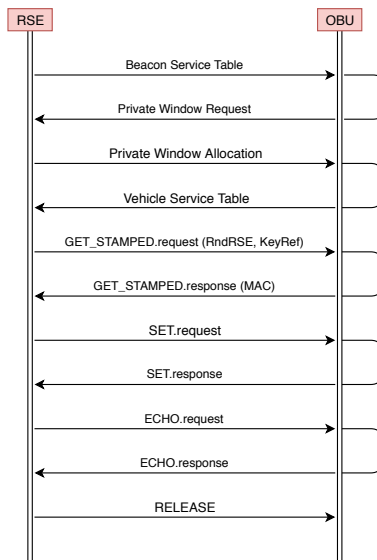 RSE
OBU
Beacon Service Table
Private Window Request
Private Window Allocation
Vehicle Service Table
GET_STAMPED.request (RndRSE, KeyRef)
GET_STAMPED.response (MAC)
SET.request
SET.response
ECHO.request
ECHO.response
RELEASE